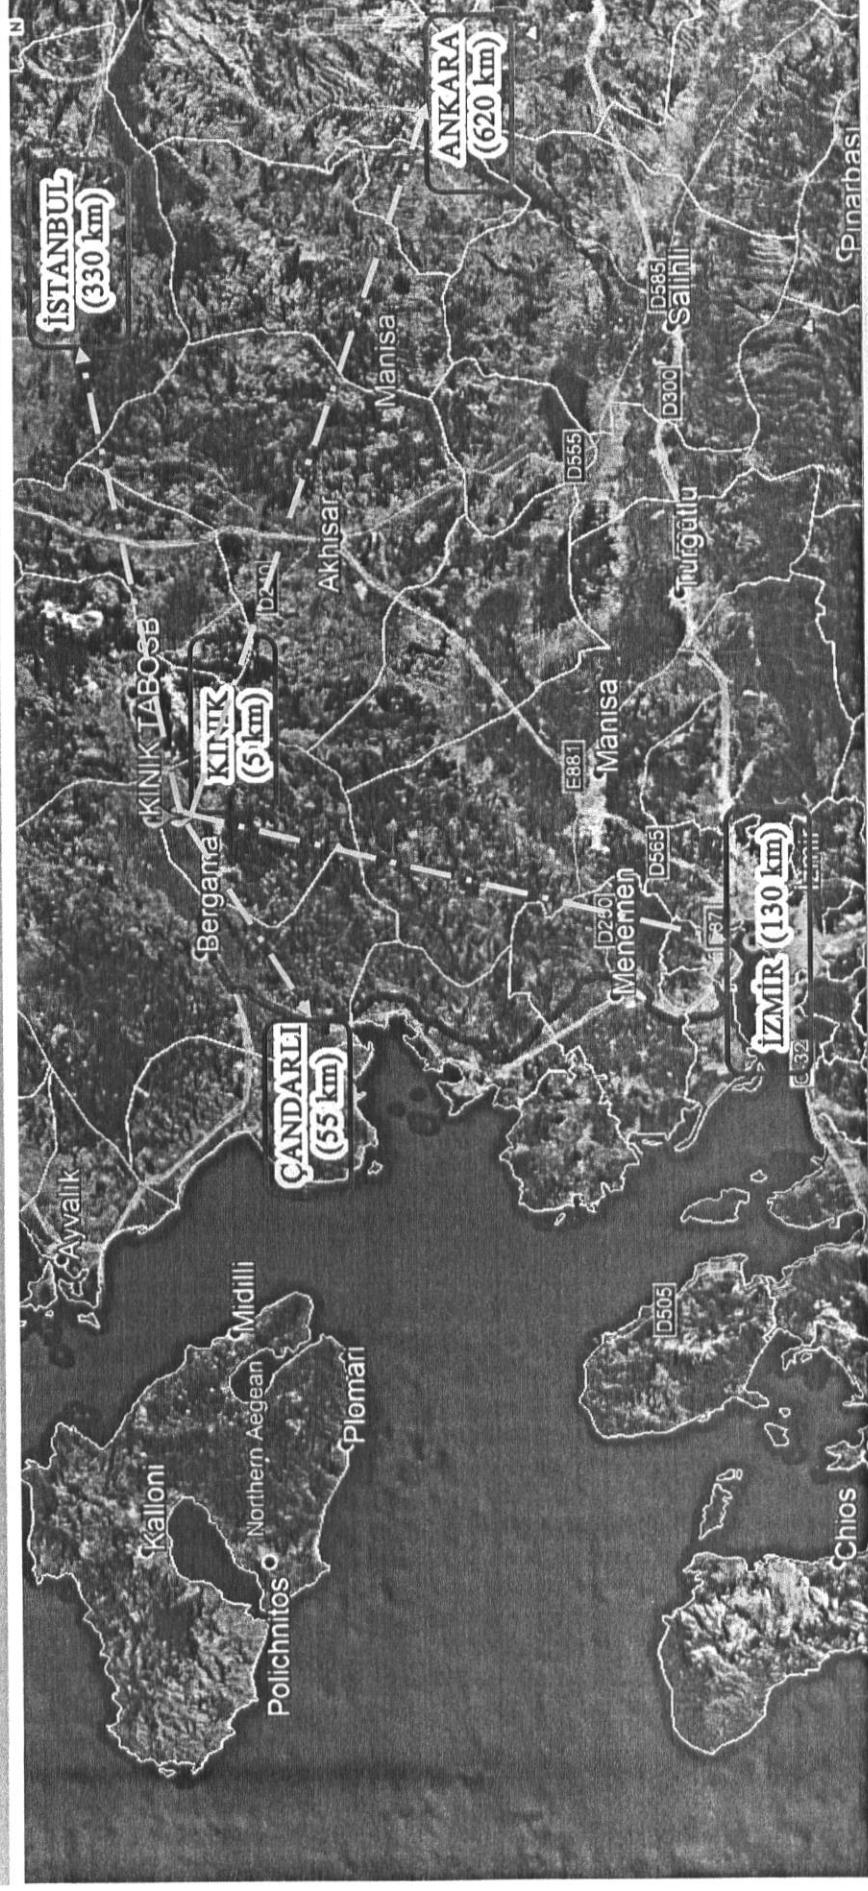 N
İSTANBUL
(330 km)
Ayvalık
KINIK TABOSB
Kalloni
Bergama
KINIK
(5 km)
Midilli
Northern Aegean
D240
Polichnitos
ÇANDARLI
(55 km)
Akhisar
Plomari
Manisa
ANKARA
(620 km)
E881
D555
Manisa
D250
Menemen
D565
D585
D505
D300
Salihli
Turgutlu
İZMİR (130 km)
Chios
Pınarbaşı